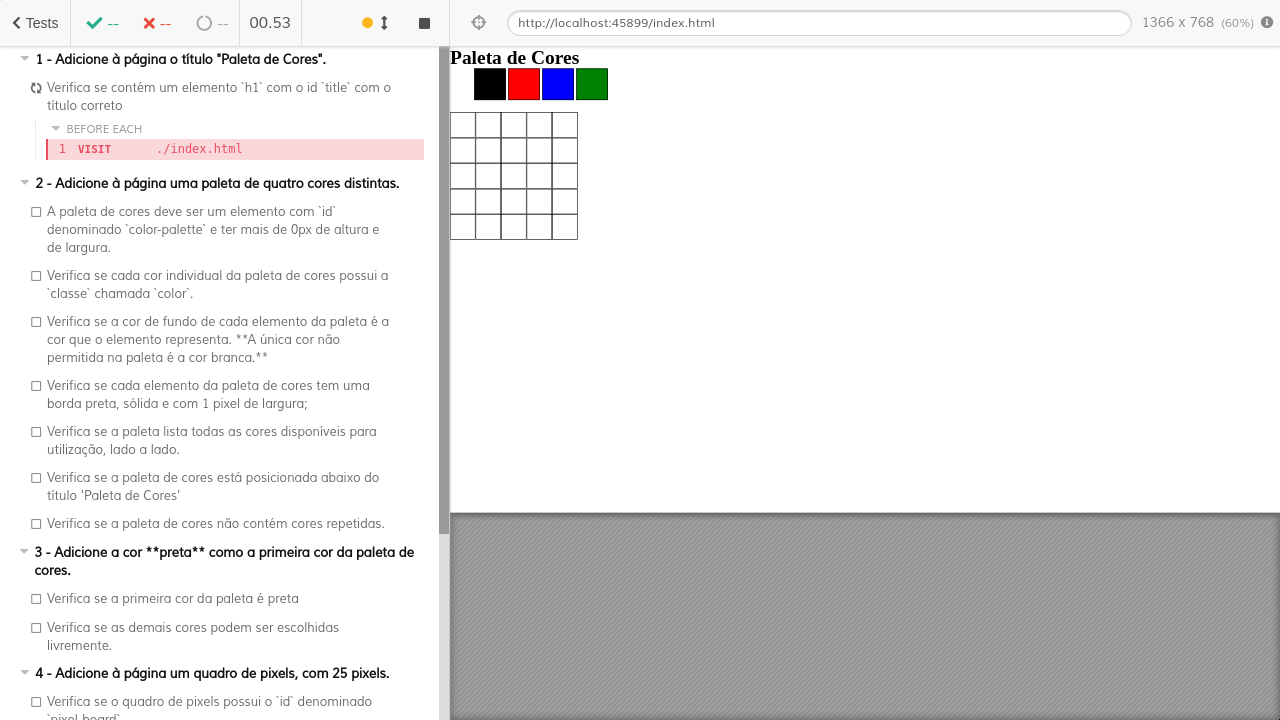 Tests -- -- -- 00.53 http://localhost:45899/index.html 1366 x 768 (60%)
1 - Adicione à página o título "Paleta de Cores".
Verifica se contém um elemento `h1` com o id `title` com o
título correto
BEFORE EACH
1 VISIT ./index.html
2 - Adicione à página uma paleta de quatro cores distintas.
A paleta de cores deve ser um elemento com `id`
denominado `color-palette` e ter mais de 0px de altura e
de largura.
Verifica se cada cor individual da paleta de cores possui a
`classe` chamada `color`.
Verifica se a cor de fundo de cada elemento da paleta é a
cor que o elemento representa. **A única cor não
permitida na paleta é a cor branca.**
Verifica se cada elemento da paleta de cores tem uma
borda preta, sólida e com 1 pixel de largura;
Verifica se a paleta lista todas as cores disponíveis para
utilização, lado a lado.
Verifica se a paleta de cores está posicionada abaixo do
título 'Paleta de Cores'
Verifica se a paleta de cores não contém cores repetidas.
3 - Adicione a cor **preta** como a primeira cor da paleta de
cores.
Verifica se a primeira cor da paleta é preta
Verifica se as demais cores podem ser escolhidas
livremente.
4 - Adicione à página um quadro de pixels, com 25 pixels.
Verifica se o quadro de pixels possui o `id` denominado
`pixel-board`.
Paleta de Cores